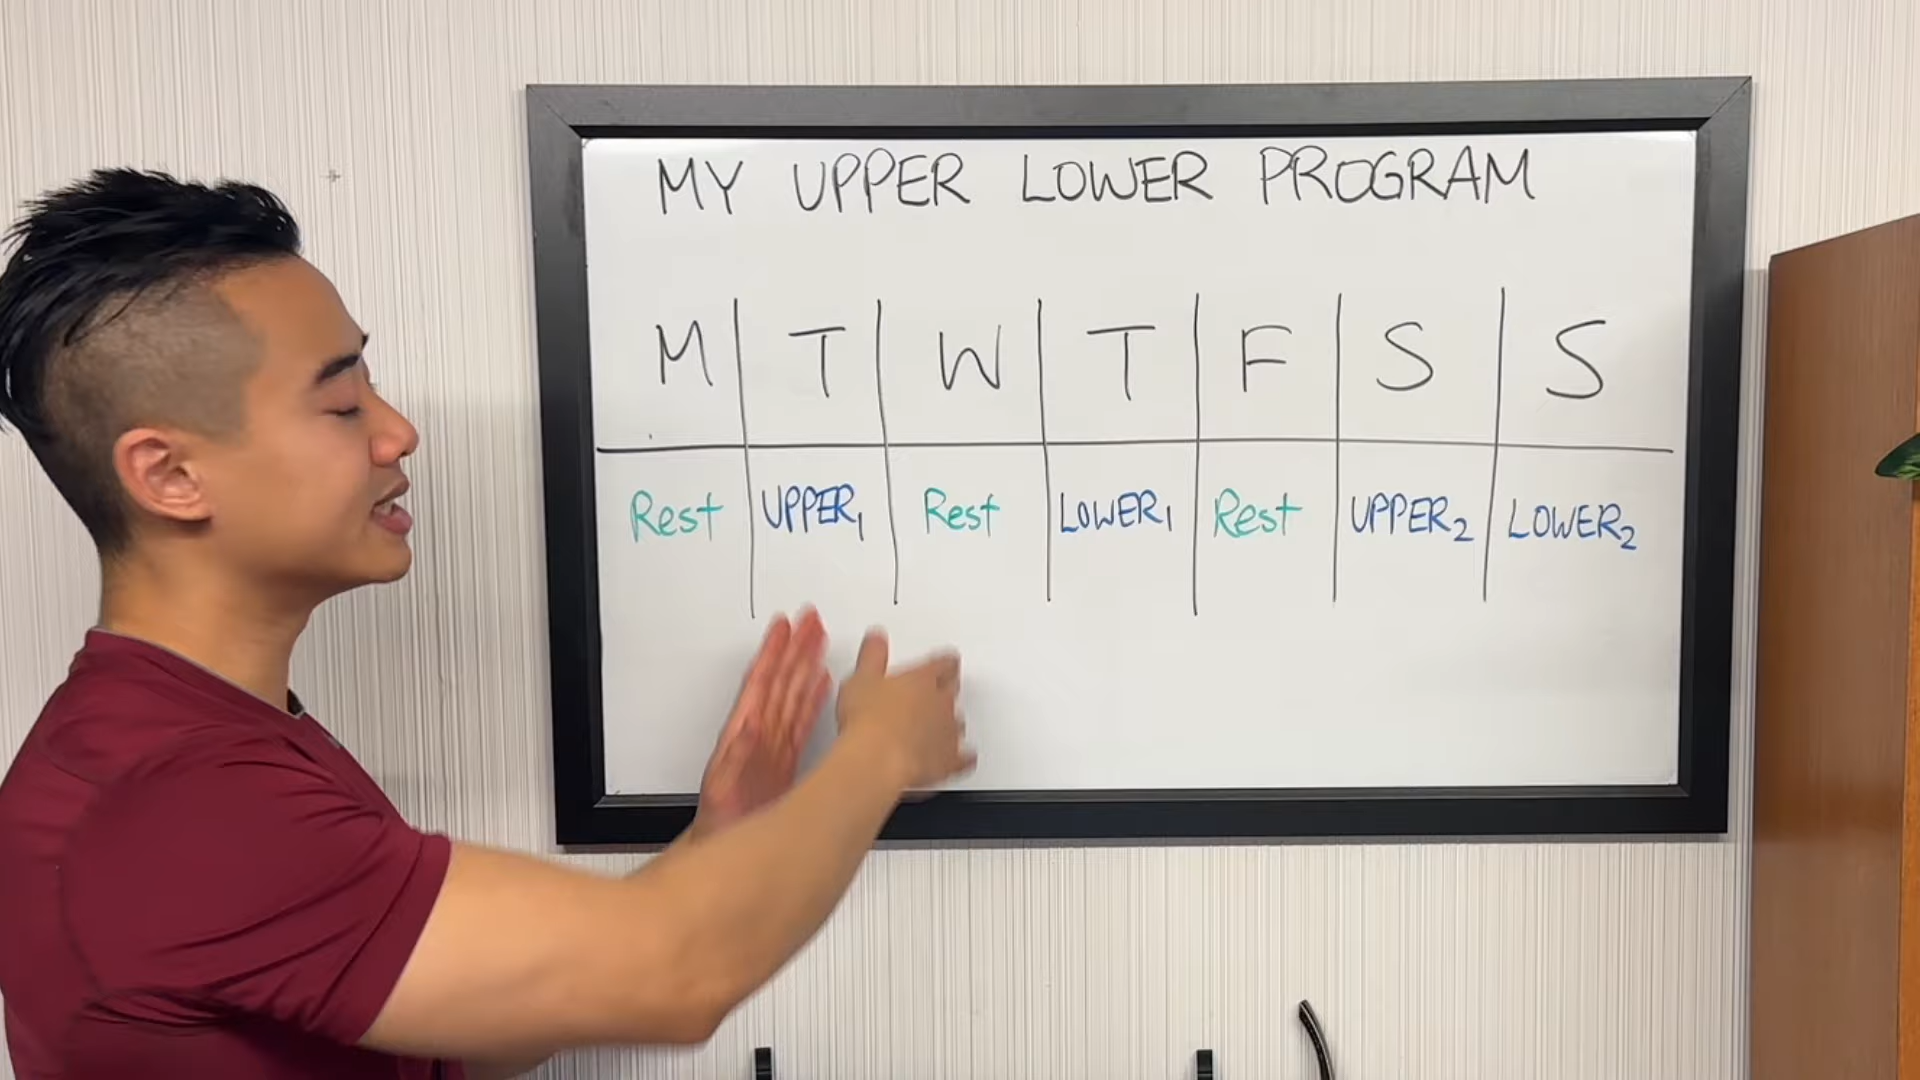 MY UPPER LOWER PROGRAM
M T W T F S S
Rest UPPER₁ Rest LOWER₁ Rest UPPER₂ LOWER₂